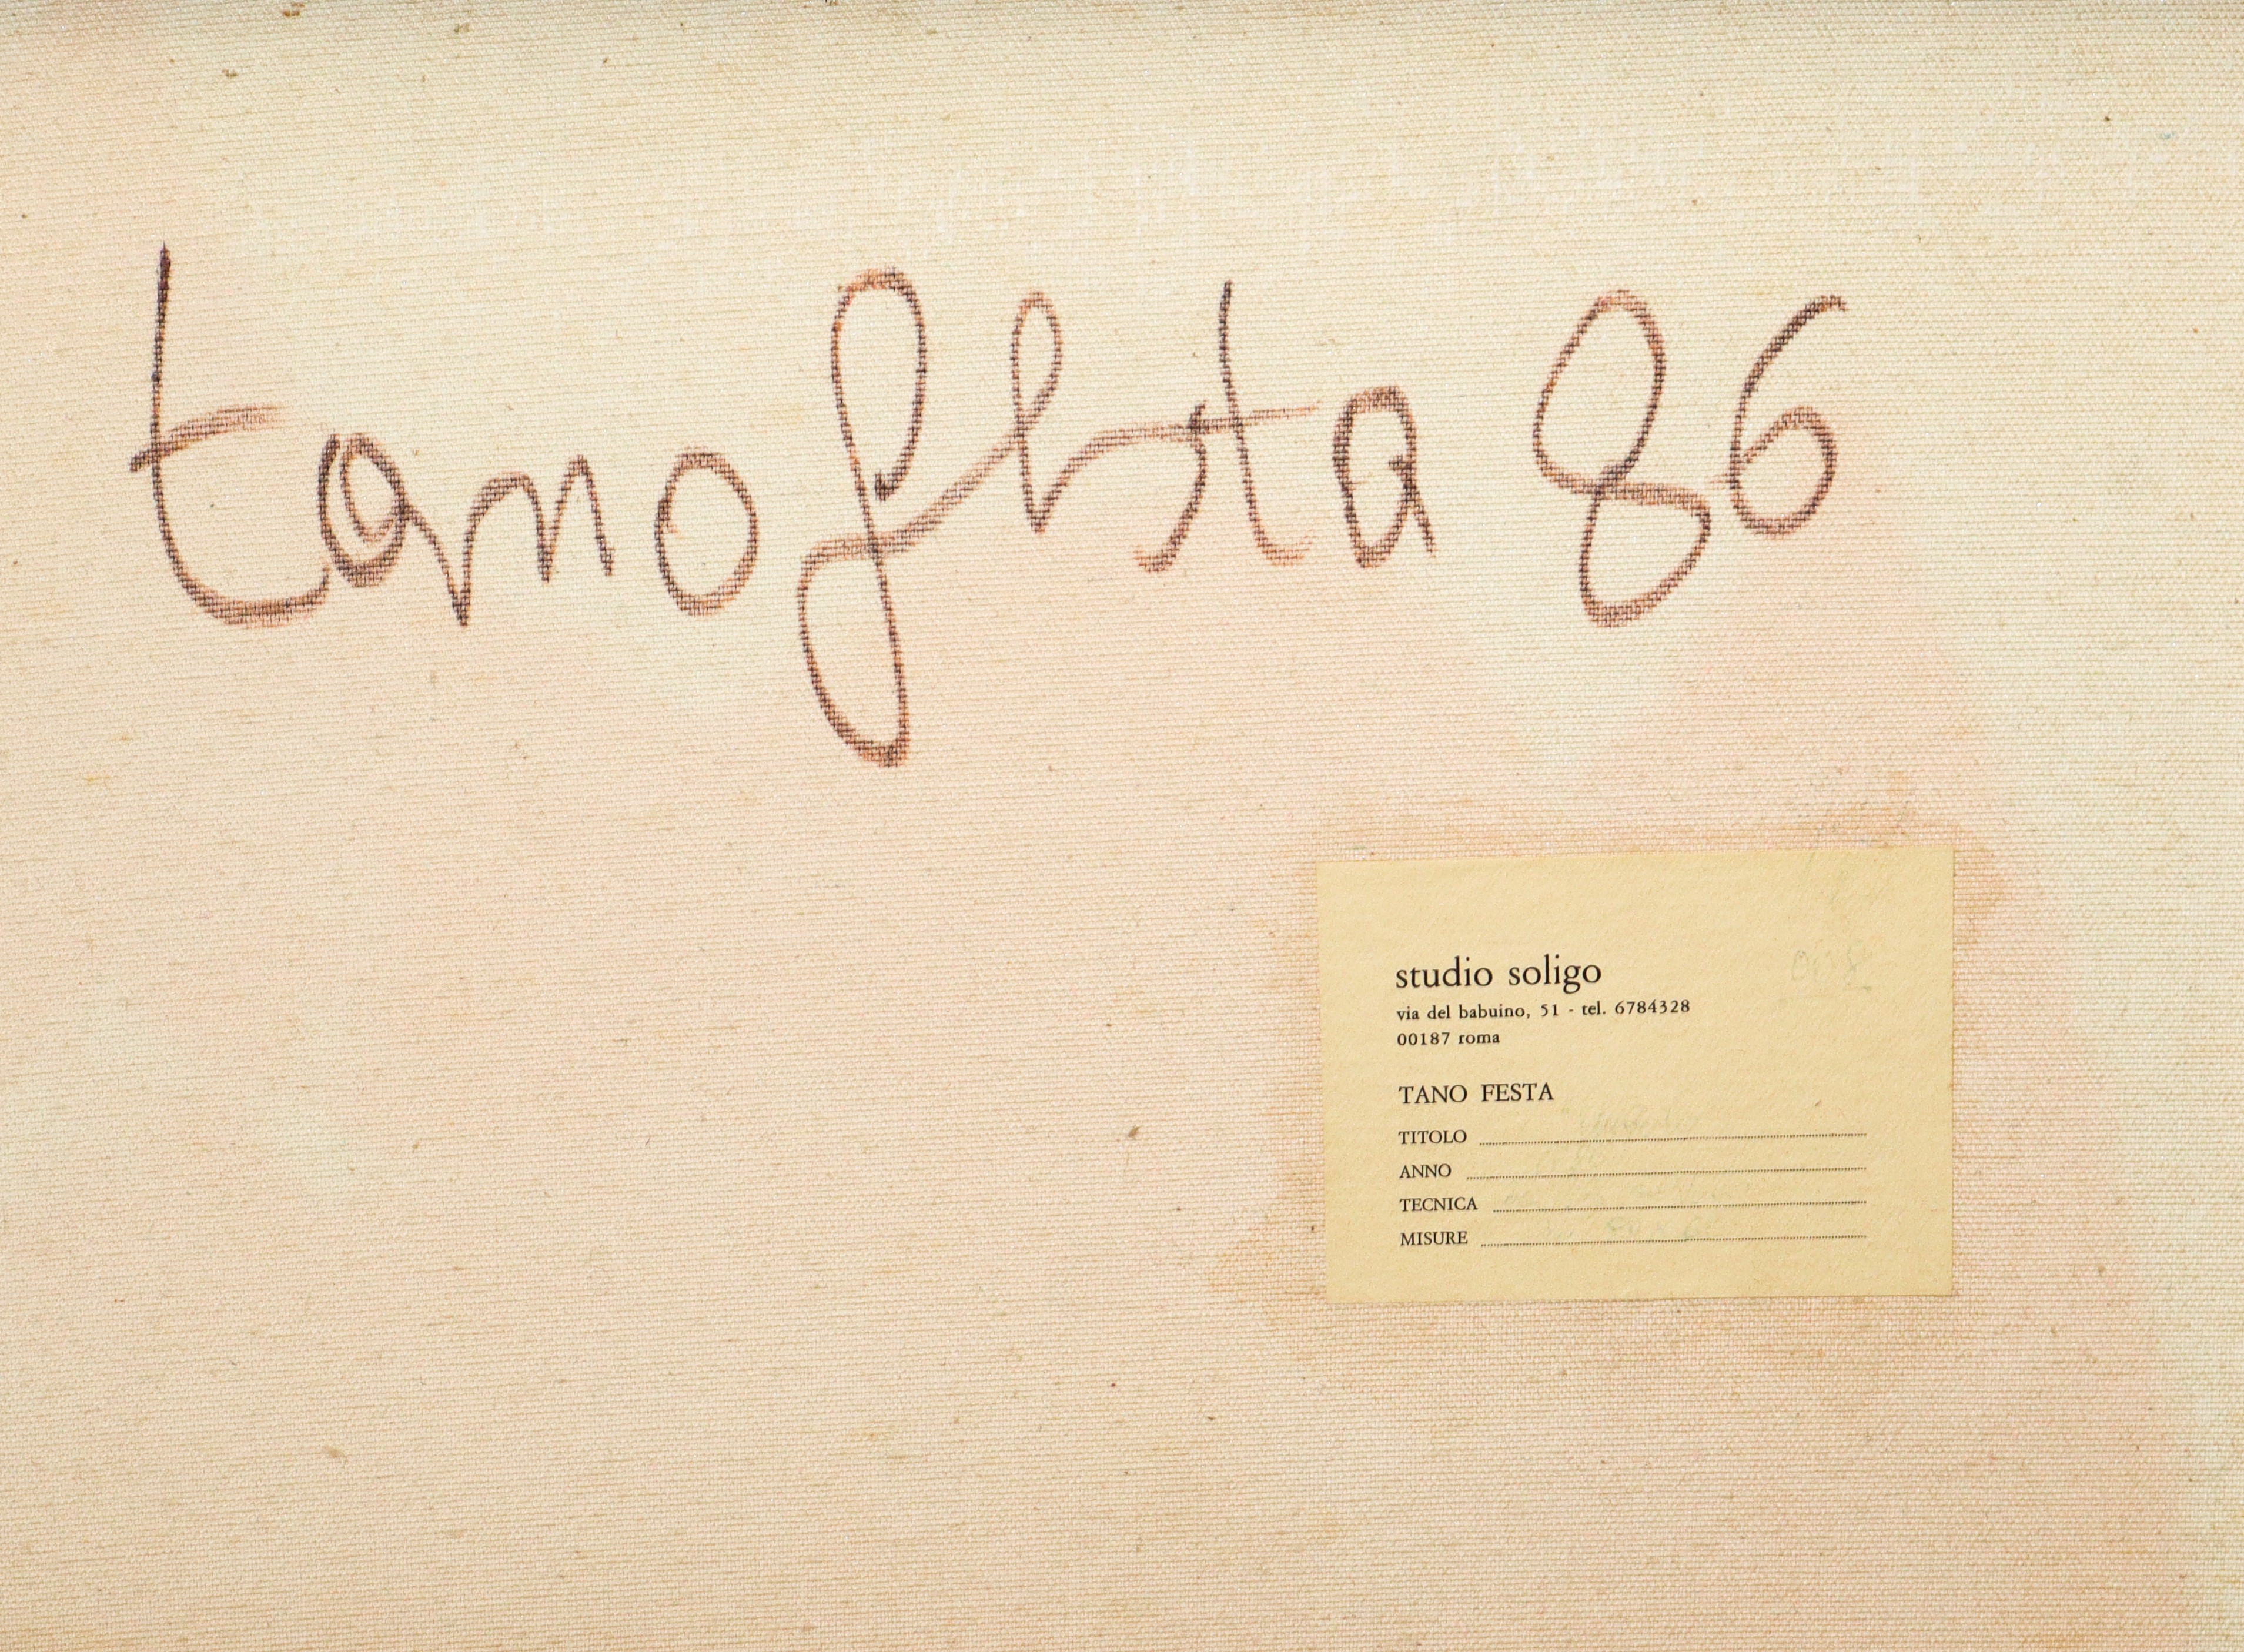 tano festa 86
studio soligo
via del babuino, 51 - tel. 6784328
00187 roma
TANO FESTA
TITOLO
ANNO
TECNICA
MISURE